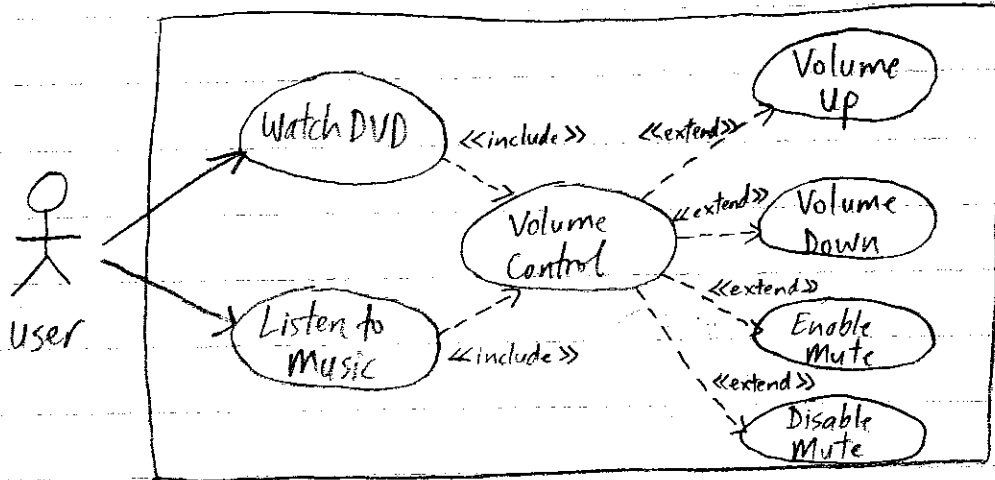 Volume
Up
Watch DVD
<<include>>
<<extend>>
Volume
Control
<<extend>>
Volume
Down
<<extend>>
Enable
Mute
user
Listen to
Music
<<include>>
<<extend>>
Disable
Mute